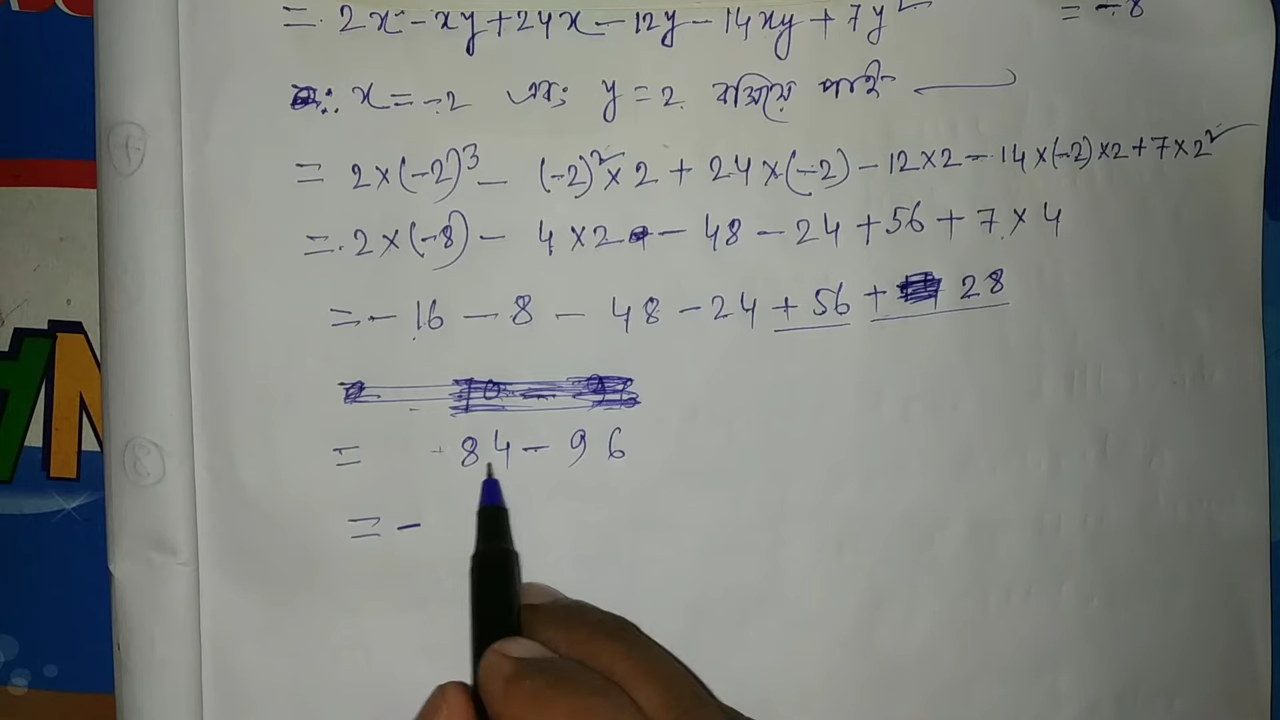 = 2x - xy + 24x - 12y - 14xy + 7y²
= -8
∴ x = -2 এবং y = 2 বসিয়ে পাই
= 2×(-2)³ - (-2)²×2 + 24×(-2) - 12×2 - 14×(-2)×2 + 7×2²
= 2×(-8) - 4×2 - 48 - 24 + 56 + 7×4
= -16 - 8 - 48 - 24 + 56 + 28
= 84 - 96
= -